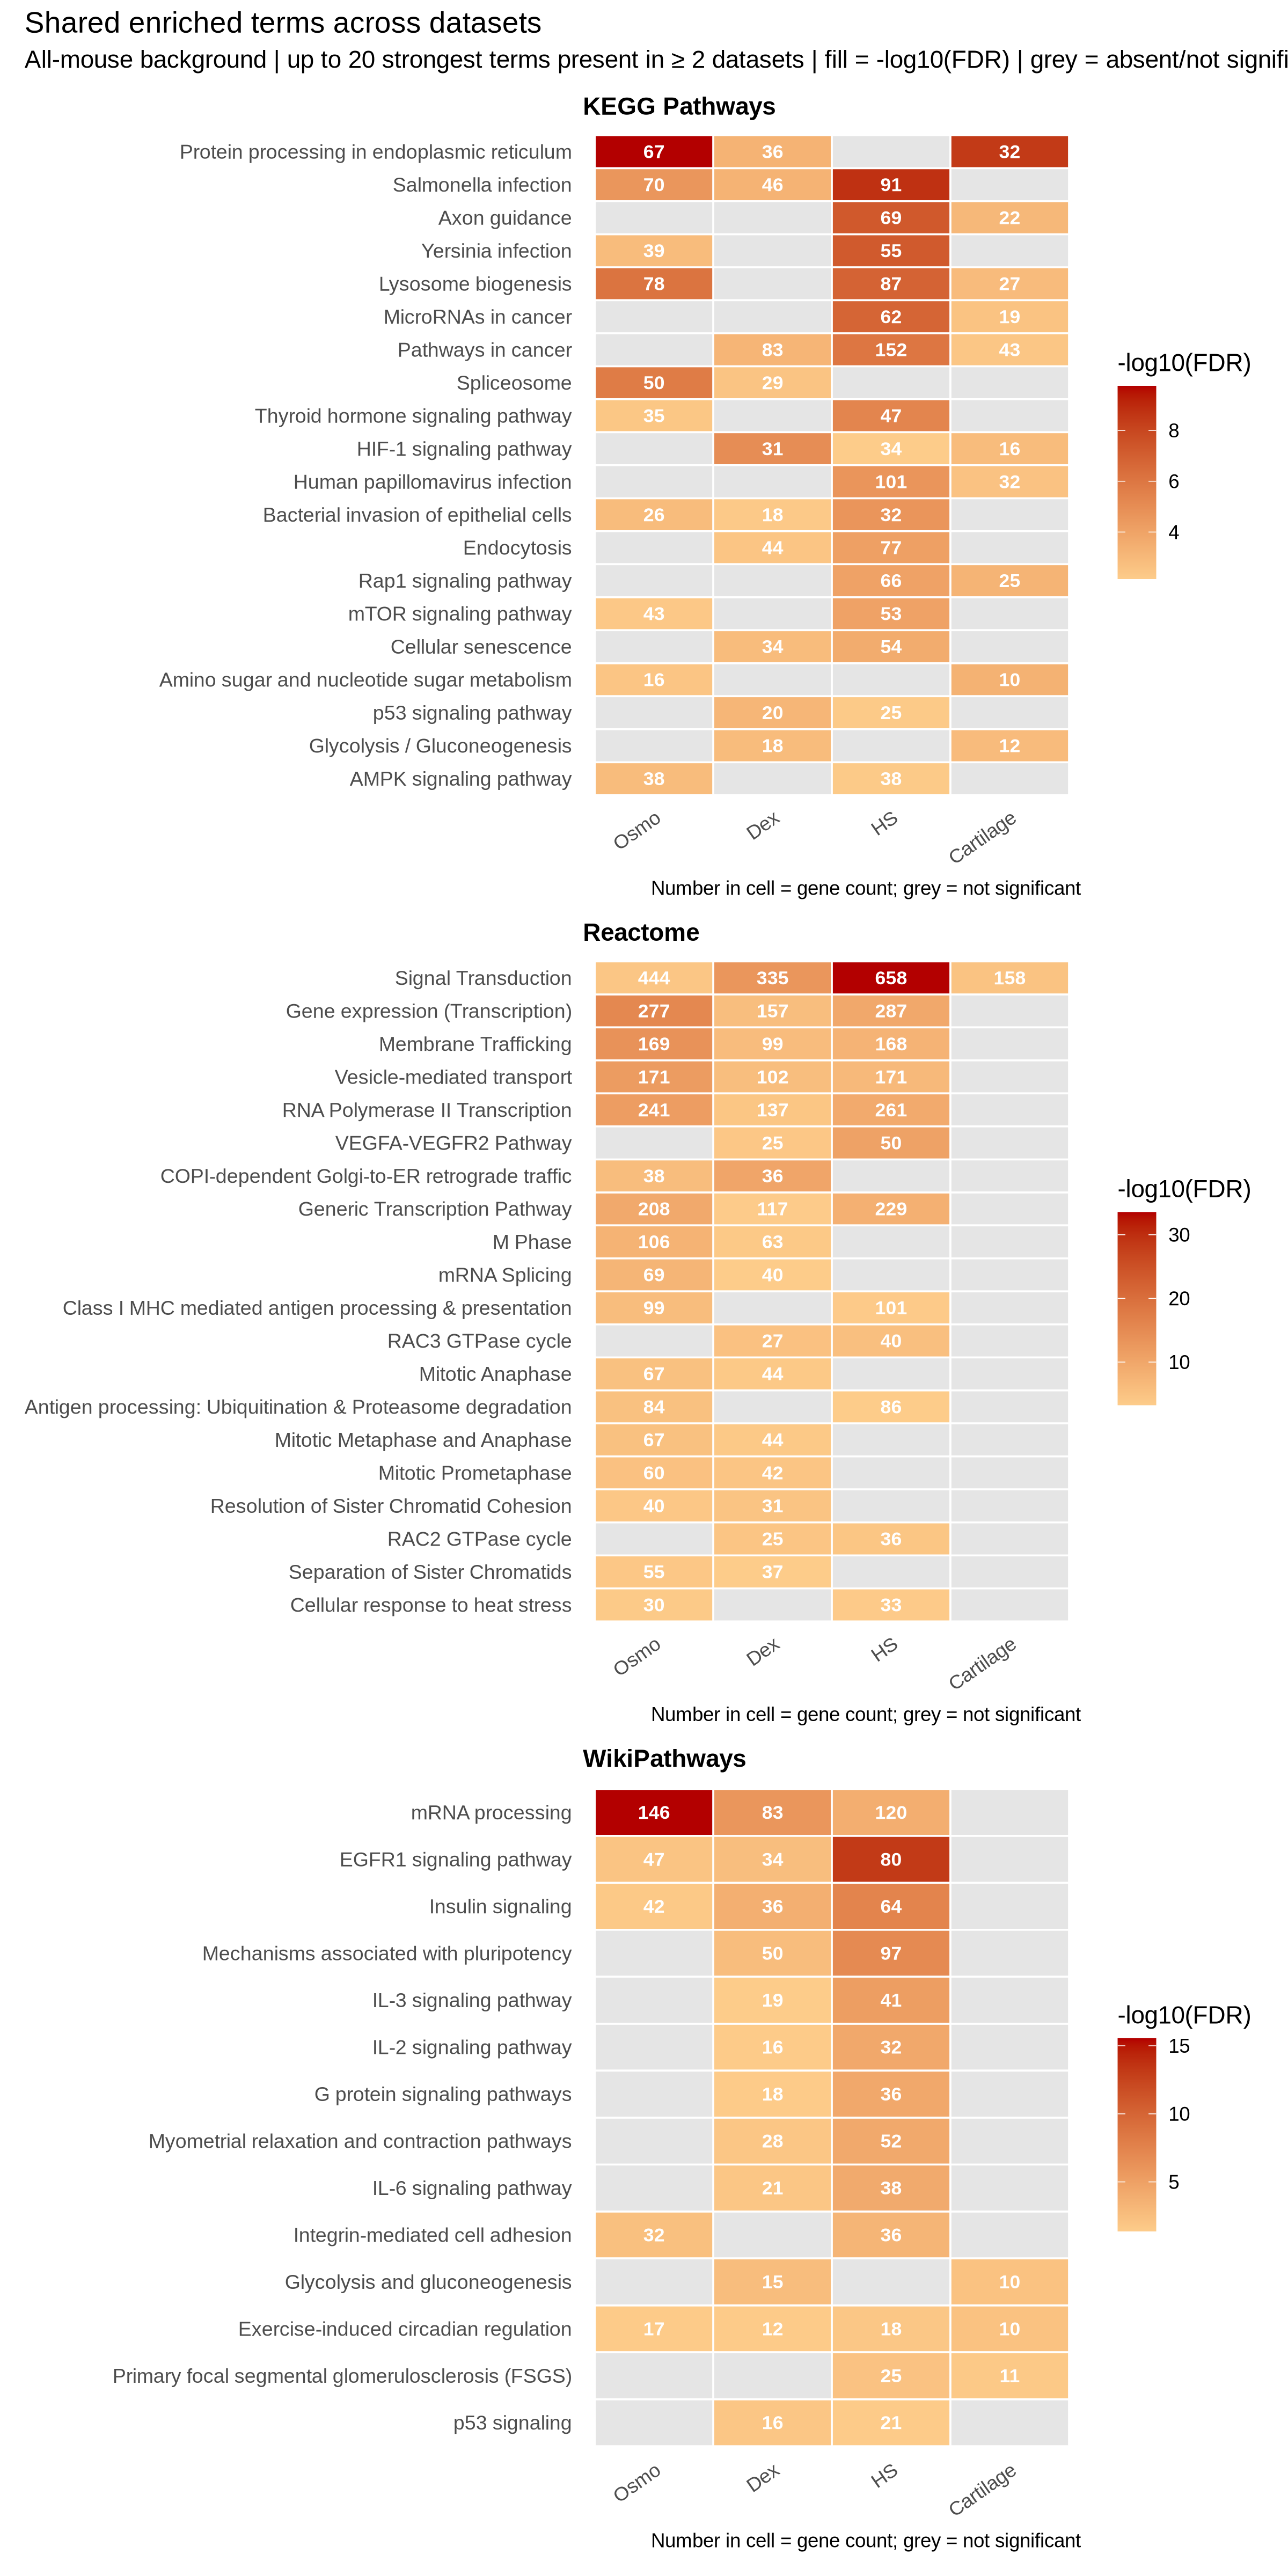 Shared enriched terms across datasets
All-mouse background | up to 20 strongest terms present in ≥ 2 datasets | fill = -log10(FDR) | grey = absent/not signifi
KEGG Pathways
Protein processing in endoplasmic reticulum 67 36 32
Salmonella infection 70 46 91
Axon guidance 69 22
Yersinia infection 39 55
Lysosome biogenesis 78 87 27
MicroRNAs in cancer 62 19
Pathways in cancer 83 152 43
Spliceosome 50 29
Thyroid hormone signaling pathway 35 47
HIF-1 signaling pathway 31 34 16
Human papillomavirus infection 101 32
Bacterial invasion of epithelial cells 26 18 32
Endocytosis 44 77
Rap1 signaling pathway 66 25
mTOR signaling pathway 43 53
Cellular senescence 34 54
Amino sugar and nucleotide sugar metabolism 16 10
p53 signaling pathway 20 25
Glycolysis / Gluconeogenesis 18 12
AMPK signaling pathway 38 38
Osmo Dex HS Cartilage
Number in cell = gene count; grey = not significant
-log10(FDR)
8
6
4
Reactome
Signal Transduction 444 335 658 158
Gene expression (Transcription) 277 157 287
Membrane Trafficking 169 99 168
Vesicle-mediated transport 171 102 171
RNA Polymerase II Transcription 241 137 261
VEGFA-VEGFR2 Pathway 25 50
COPI-dependent Golgi-to-ER retrograde traffic 38 36
Generic Transcription Pathway 208 117 229
M Phase 106 63
mRNA Splicing 69 40
Class I MHC mediated antigen processing & presentation 99 101
RAC3 GTPase cycle 27 40
Mitotic Anaphase 67 44
Antigen processing: Ubiquitination & Proteasome degradation 84 86
Mitotic Metaphase and Anaphase 67 44
Mitotic Prometaphase 60 42
Resolution of Sister Chromatid Cohesion 40 31
RAC2 GTPase cycle 25 36
Separation of Sister Chromatids 55 37
Cellular response to heat stress 30 33
Osmo Dex HS Cartilage
Number in cell = gene count; grey = not significant
-log10(FDR)
30
20
10
WikiPathways
mRNA processing 146 83 120
EGFR1 signaling pathway 47 34 80
Insulin signaling 42 36 64
Mechanisms associated with pluripotency 50 97
IL-3 signaling pathway 19 41
IL-2 signaling pathway 16 32
G protein signaling pathways 18 36
Myometrial relaxation and contraction pathways 28 52
IL-6 signaling pathway 21 38
Integrin-mediated cell adhesion 32 36
Glycolysis and gluconeogenesis 15 10
Exercise-induced circadian regulation 17 12 18 10
Primary focal segmental glomerulosclerosis (FSGS) 25 11
p53 signaling 16 21
Osmo Dex HS Cartilage
Number in cell = gene count; grey = not significant
-log10(FDR)
15
10
5